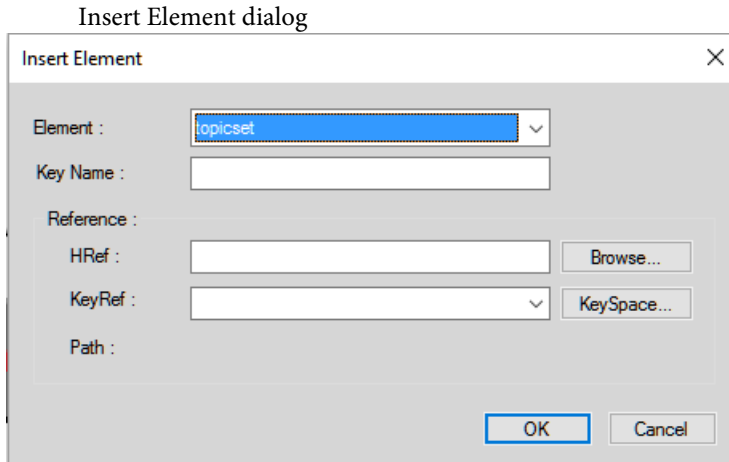 Insert Element dialog
Insert Element
Element :
topicset
Key Name :
Reference :
HRef :
Browse...
KeyRef :
KeySpace...
Path :
OK Cancel